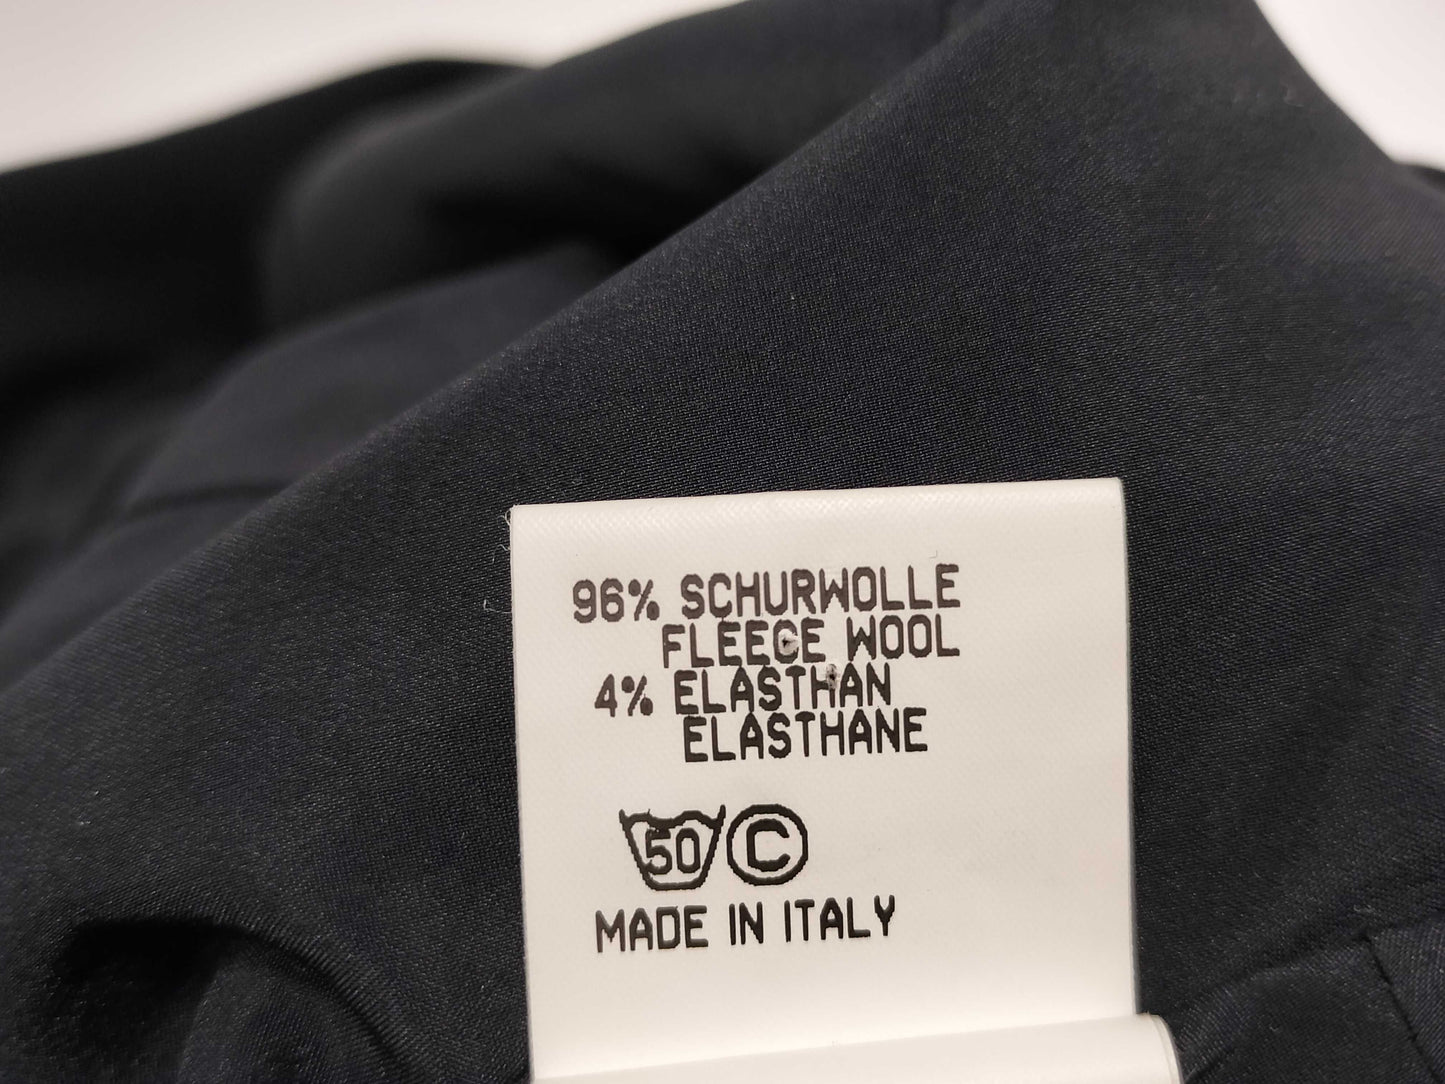 96% SCHURWOLLE
FLEECE WOOL
4% ELASTHAN
ELASTHANE
50 C
MADE IN ITALY